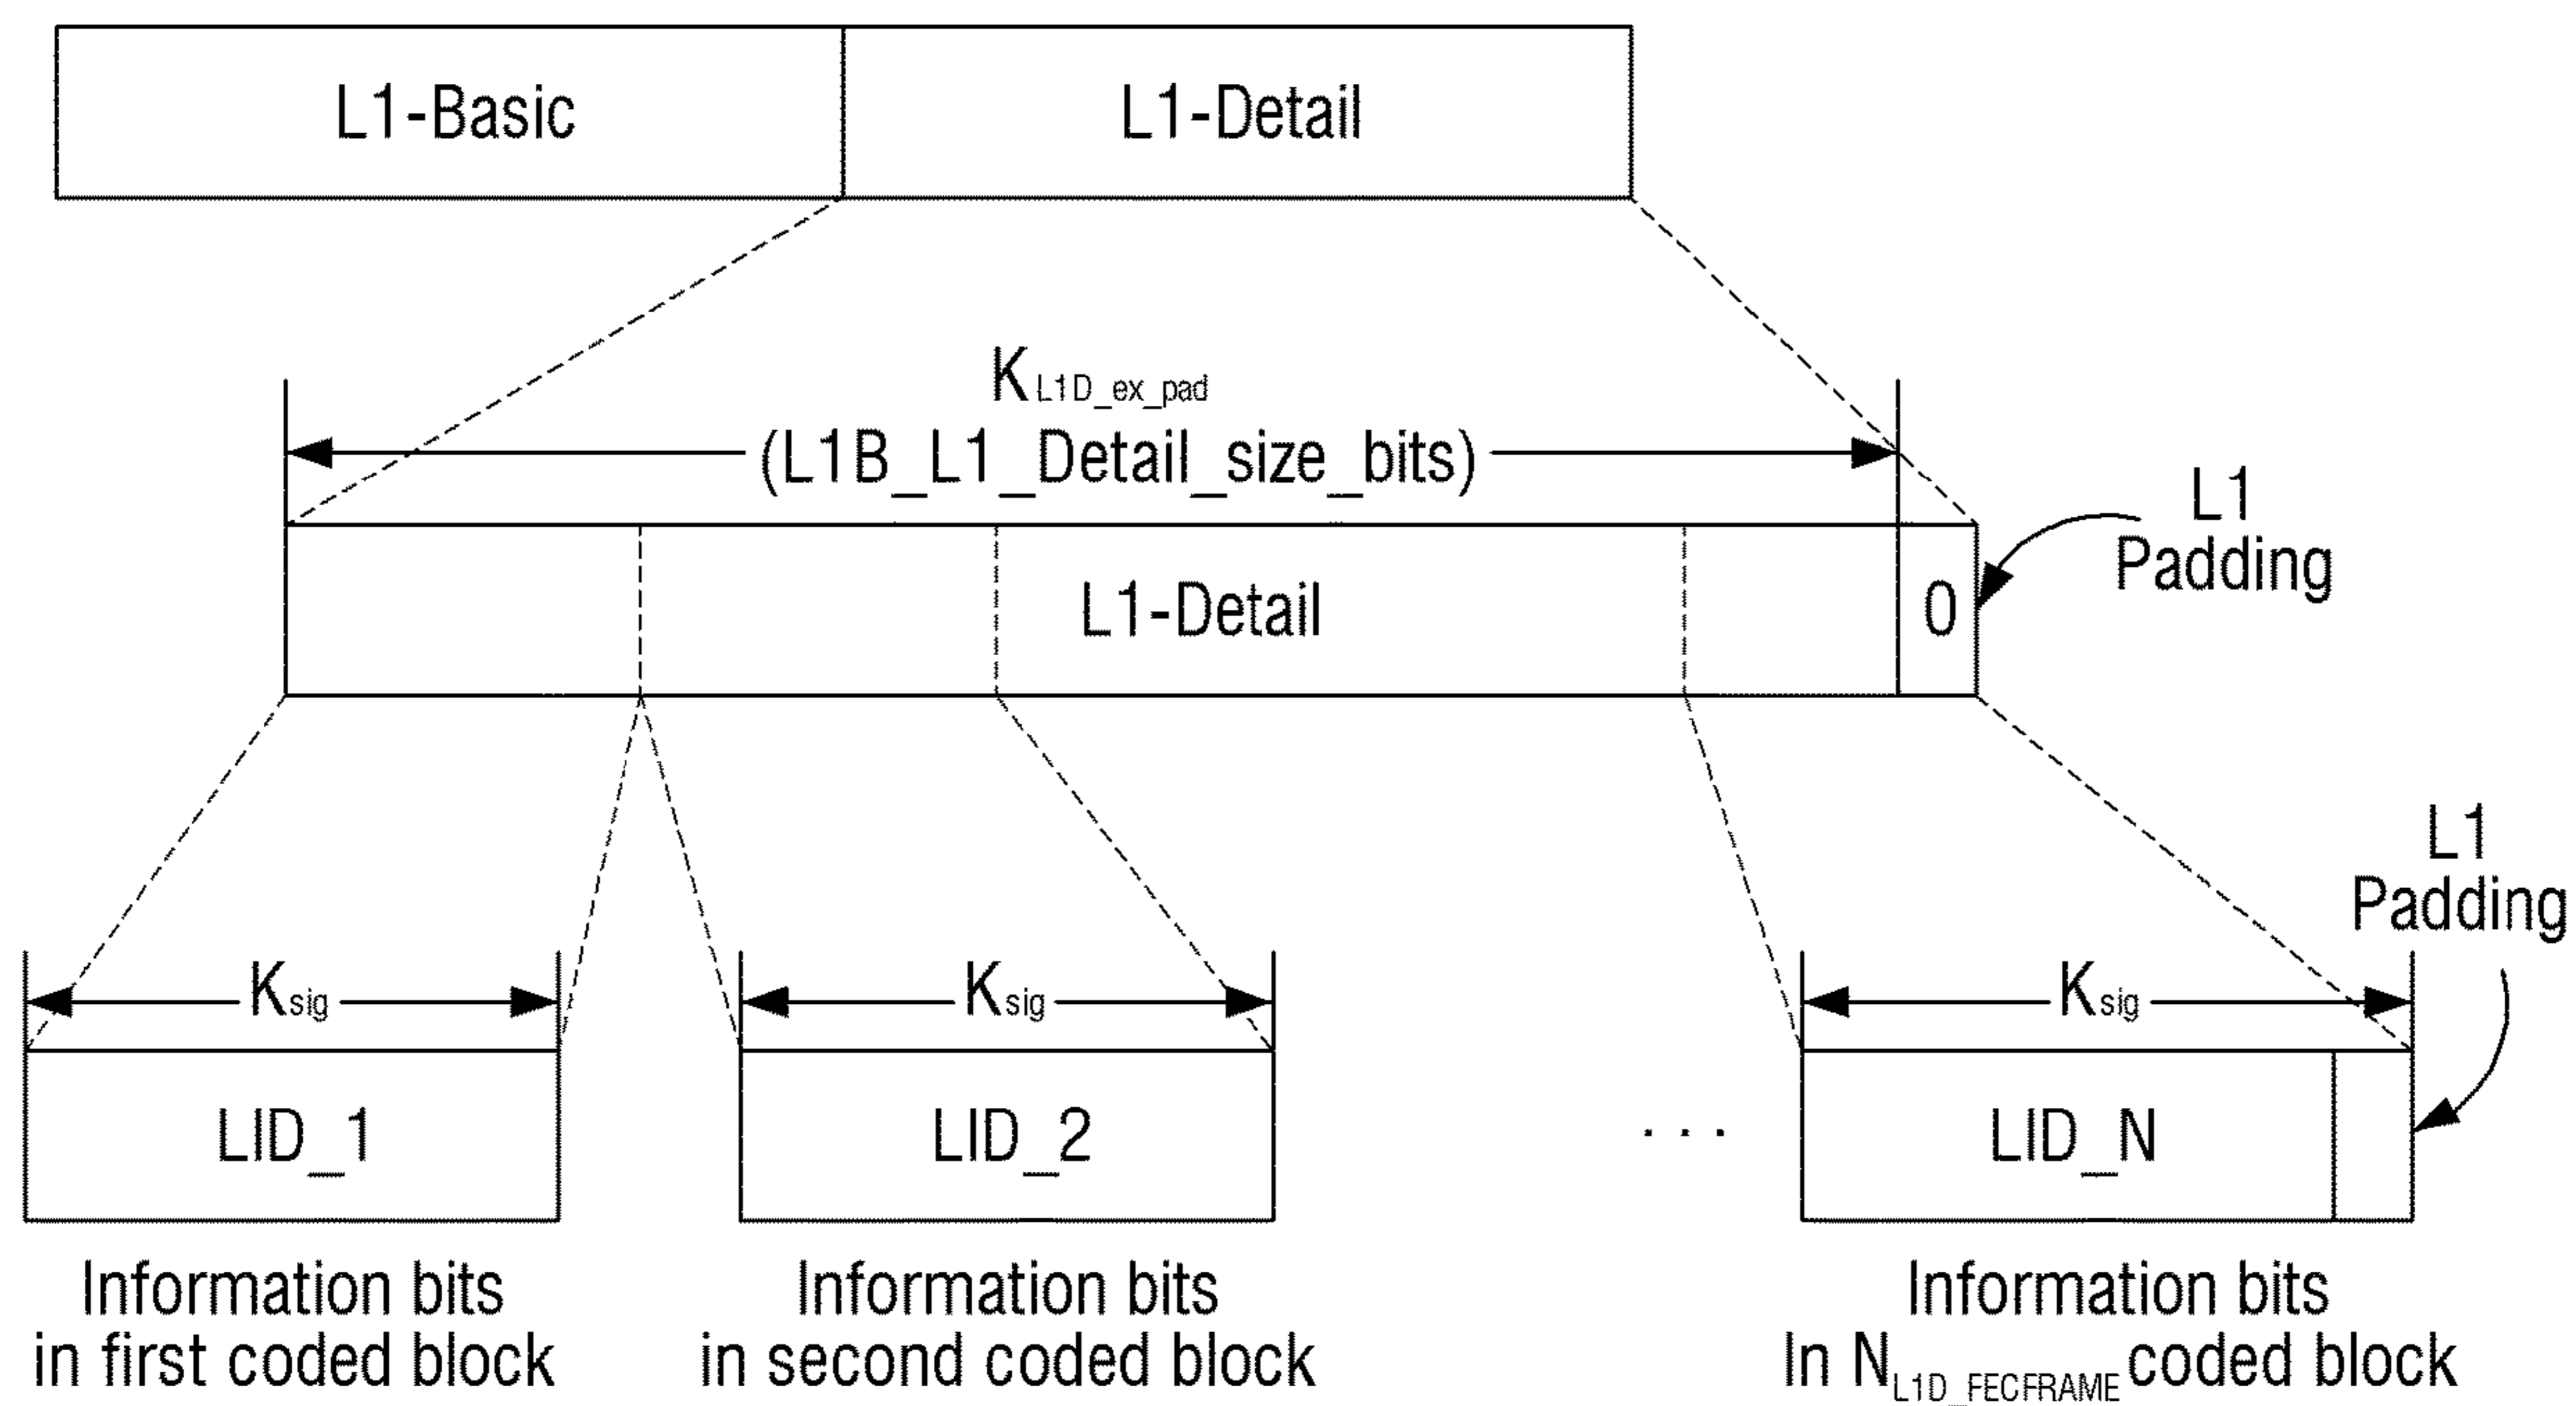 L1-Basic L1-Detail
K L1D_ex_pad
(L1B_L1_Detail_size_bits)
L1
Padding
L1-Detail 0
L1
Padding
Ksig Ksig Ksig
LID_1 LID_2 ... LID_N
Information bits
in first coded block
Information bits
in second coded block
Information bits
In NL1D_FECFRAME coded block